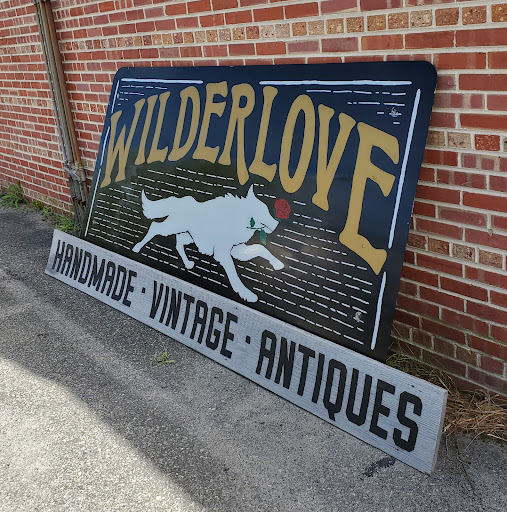 WILDERLOVE
HANDMADE · VINTAGE · ANTIQUES